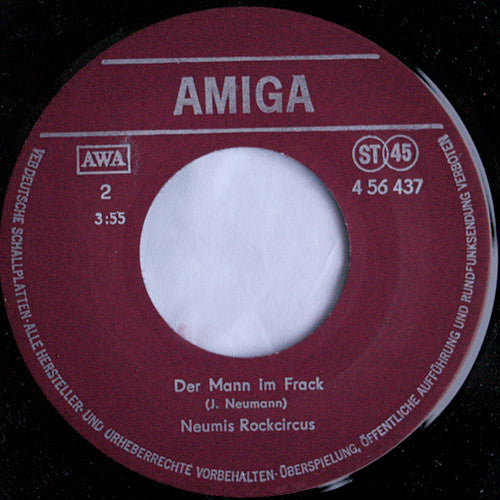 AMIGA
AWA
ST 45
2
4 56 437
3:55
Der Mann im Frack
(J. Neumann)
Neumis Rockcircus
VEB DEUTSCHE SCHALLPLATTEN · ALLE HERSTELLER- UND URHEBERRECHTE VORBEHALTEN · ÜBERSPIELUNG, ÖFFENTLICHE AUFFÜHRUNG UND RUNDFUNKSENDUNG VERBOTEN